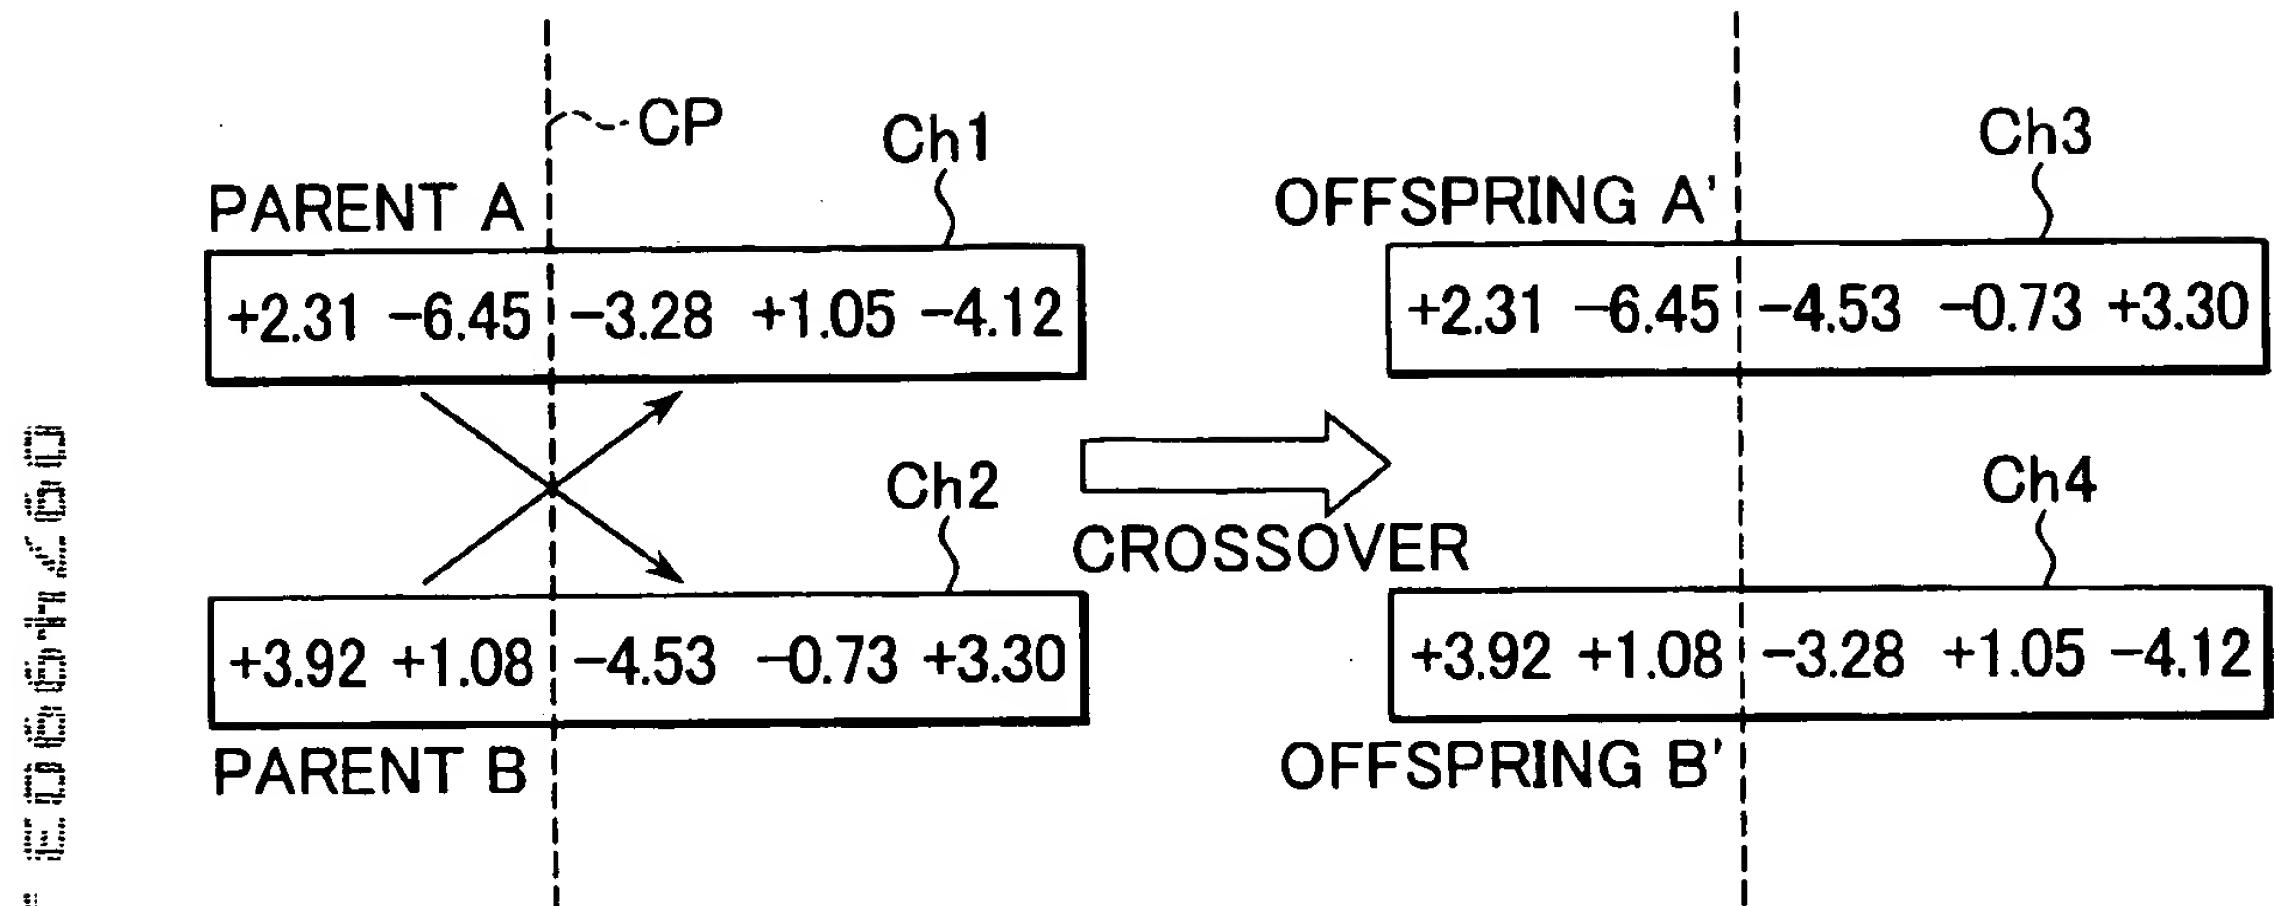 CP
Ch1
Ch3
PARENT A
OFFSPRING A'
+2.31 −6.45 −3.28 +1.05 −4.12
+2.31 −6.45 −4.53 −0.73 +3.30
Ch2
Ch4
CROSSOVER
+3.92 +1.08 −4.53 −0.73 +3.30
+3.92 +1.08 −3.28 +1.05 −4.12
PARENT B
OFFSPRING B'